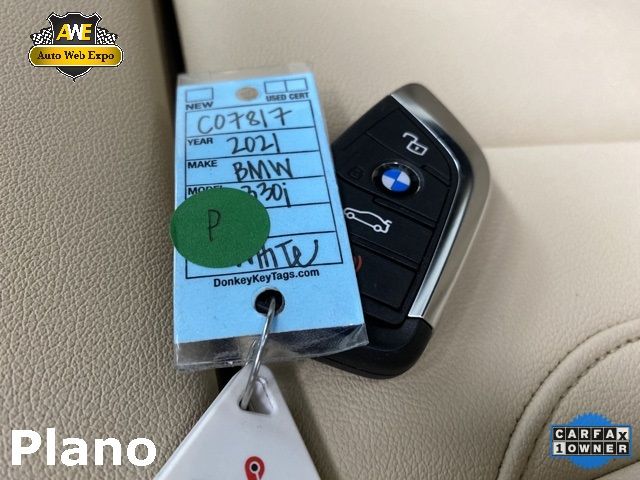 AWE
Auto Web Expo
NEW
USED CERT
C07817
YEAR 2021
MAKE BMW
MODEL 330i
P
WHITE
DonkeyKeyTags.com
Plano
CARFAX
1 OWNER